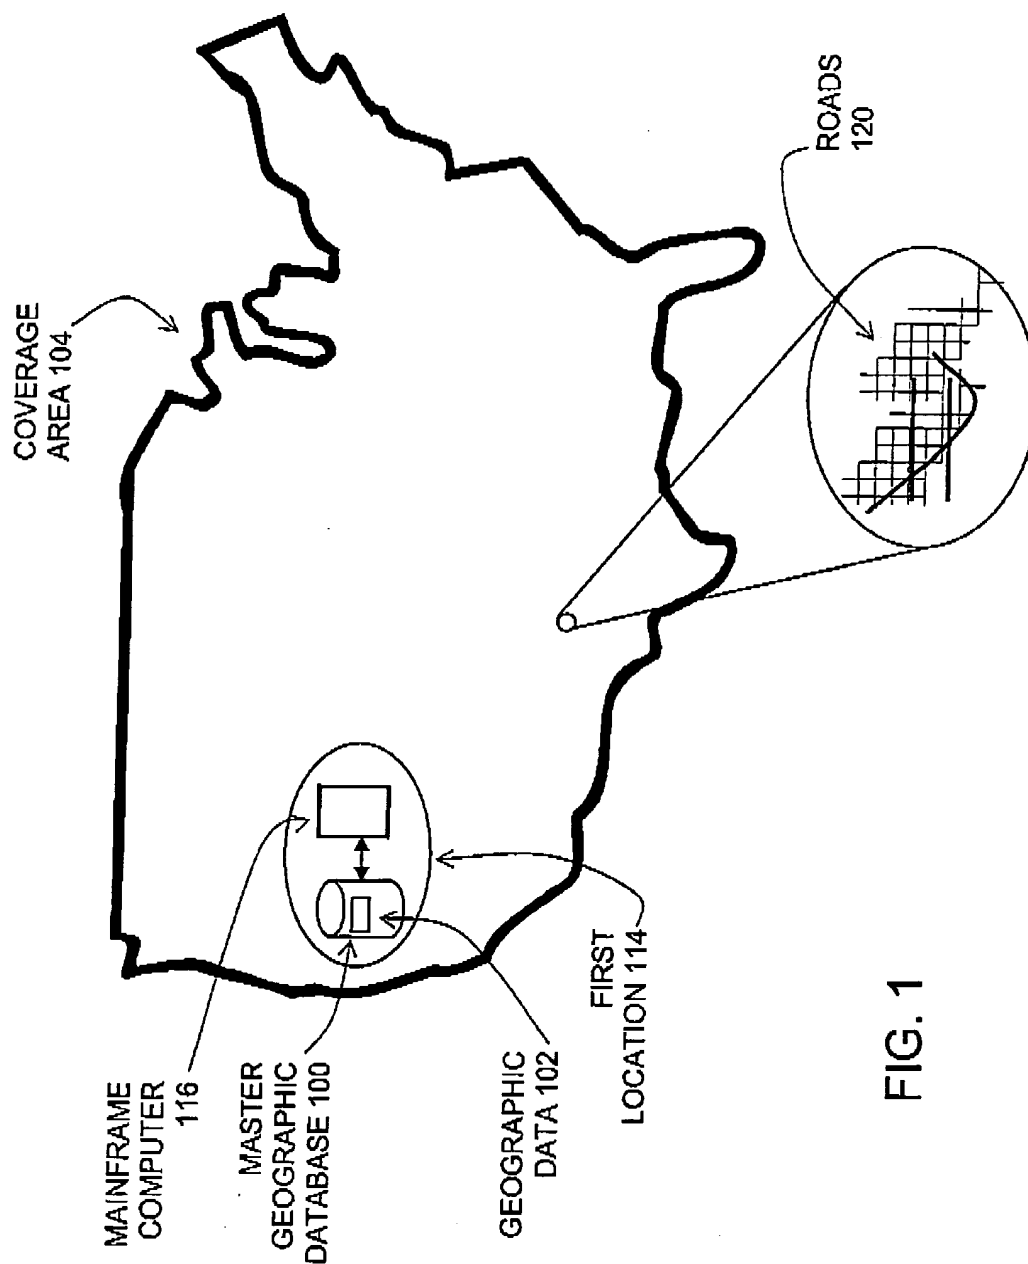 COVERAGE
AREA 104
MAINFRAME
COMPUTER
116
MASTER
GEOGRAPHIC
DATABASE 100
GEOGRAPHIC
DATA 102
FIRST
LOCATION 114
ROADS
120
FIG. 1